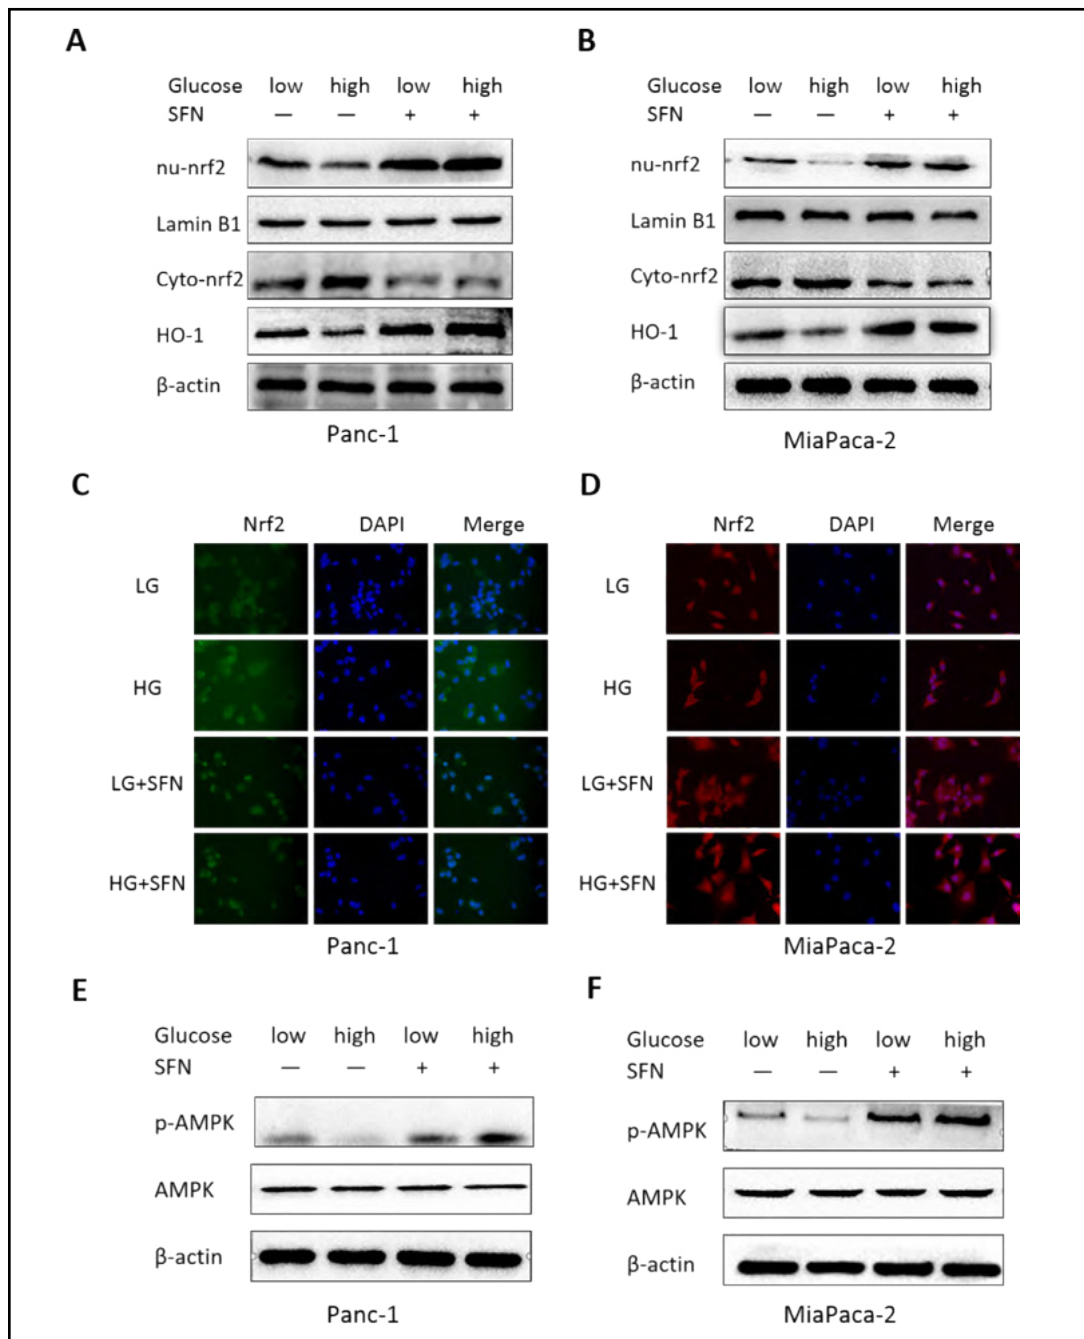 A
Glucose low high low high
SFN — — + +
nu-nrf2
Lamin B1
Cyto-nrf2
HO-1
β-actin
Panc-1
B
Glucose low high low high
SFN — — + +
nu-nrf2
Lamin B1
Cyto-nrf2
HO-1
β-actin
MiaPaca-2
C
Nrf2 DAPI Merge
LG
HG
LG+SFN
HG+SFN
Panc-1
D
Nrf2 DAPI Merge
LG
HG
LG+SFN
HG+SFN
MiaPaca-2
E
Glucose low high low high
SFN — — + +
p-AMPK
AMPK
β-actin
Panc-1
F
Glucose low high low high
SFN — — + +
p-AMPK
AMPK
β-actin
MiaPaca-2